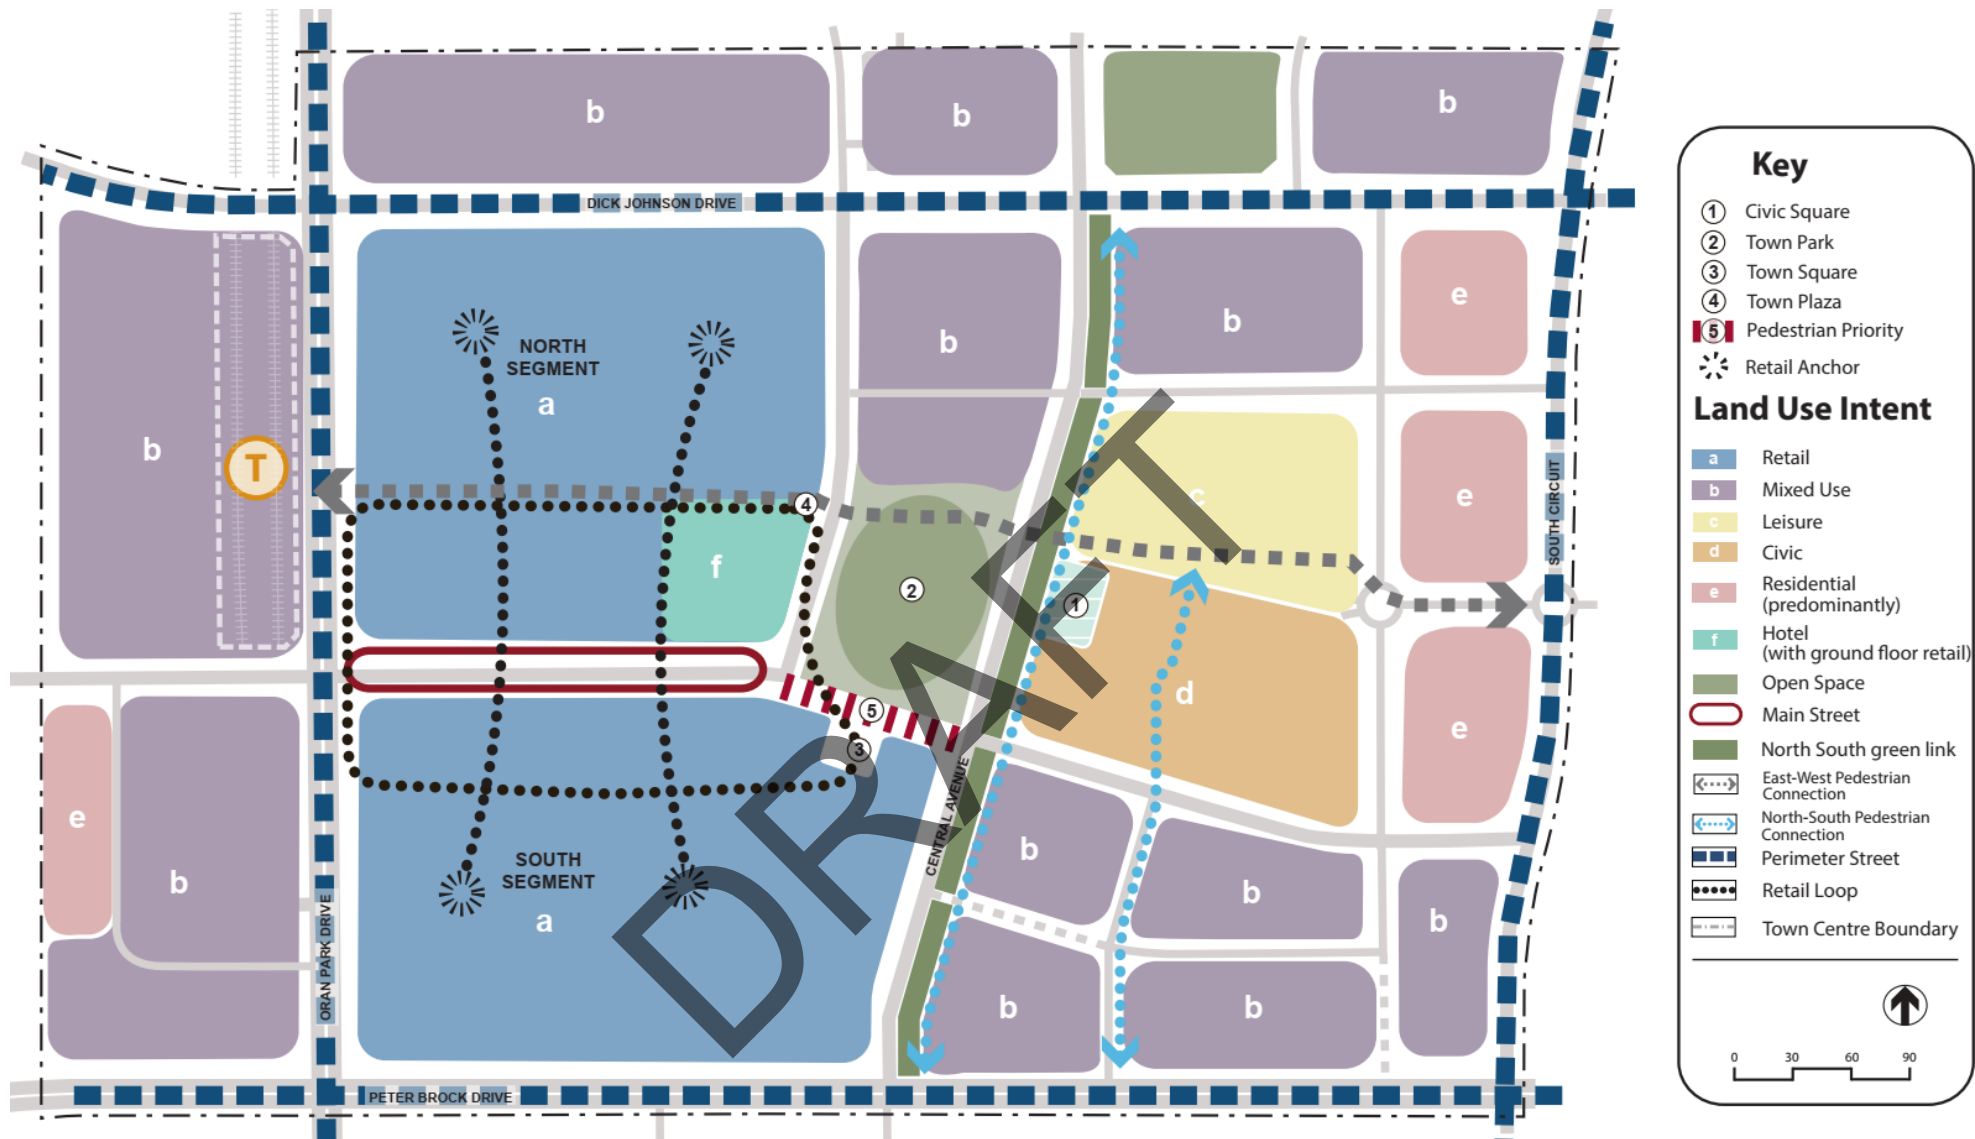 b
b
b
DICK JOHNSON DRIVE
b
T
NORTH
SEGMENT
a
b
b
e
4
c
e
SOUTH CIRCUIT
f
2
1
d
5
3
e
e
b
CENTRAL AVENUE
b
SOUTH
SEGMENT
a
b
b
ORAN PARK DRIVE
b
b
PETER BROCK DRIVE
DRAFT
Key
1 Civic Square
2 Town Park
3 Town Square
4 Town Plaza
5 Pedestrian Priority
Retail Anchor
Land Use Intent
a Retail
b Mixed Use
c Leisure
d Civic
e Residential
(predominantly)
f Hotel
(with ground floor retail)
Open Space
Main Street
North South green link
East-West Pedestrian
Connection
North-South Pedestrian
Connection
Perimeter Street
Retail Loop
Town Centre Boundary
0 30 60 90